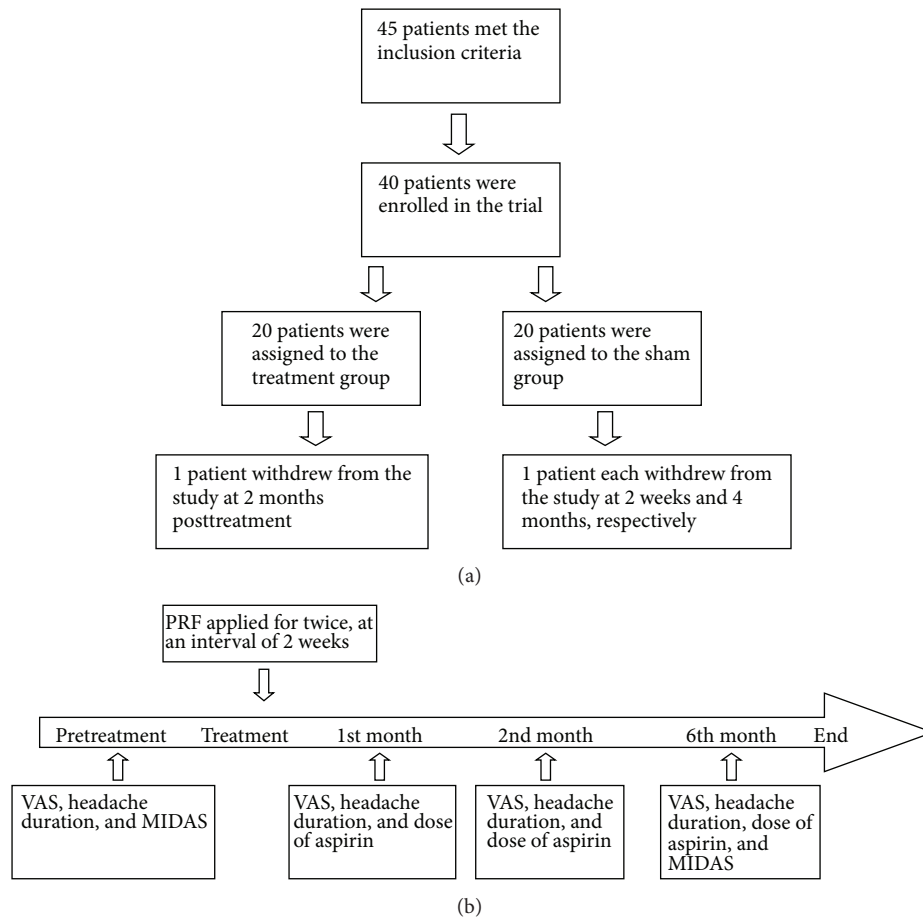 45 patients met the
inclusion criteria
40 patients were
enrolled in the trial
20 patients were
assigned to the
treatment group
20 patients were
assigned to the sham
group
1 patient withdrew from the
study at 2 months
posttreatment
1 patient each withdrew from
the study at 2 weeks and 4
months, respectively
(a)
PRF applied for twice, at
an interval of 2 weeks
Pretreatment
Treatment
1st month
2nd month
6th month
End
VAS, headache
duration, and MIDAS
VAS, headache
duration, and dose
of aspirin
VAS, headache
duration, and
dose of aspirin
VAS, headache
duration, dose of
aspirin, and
MIDAS
(b)